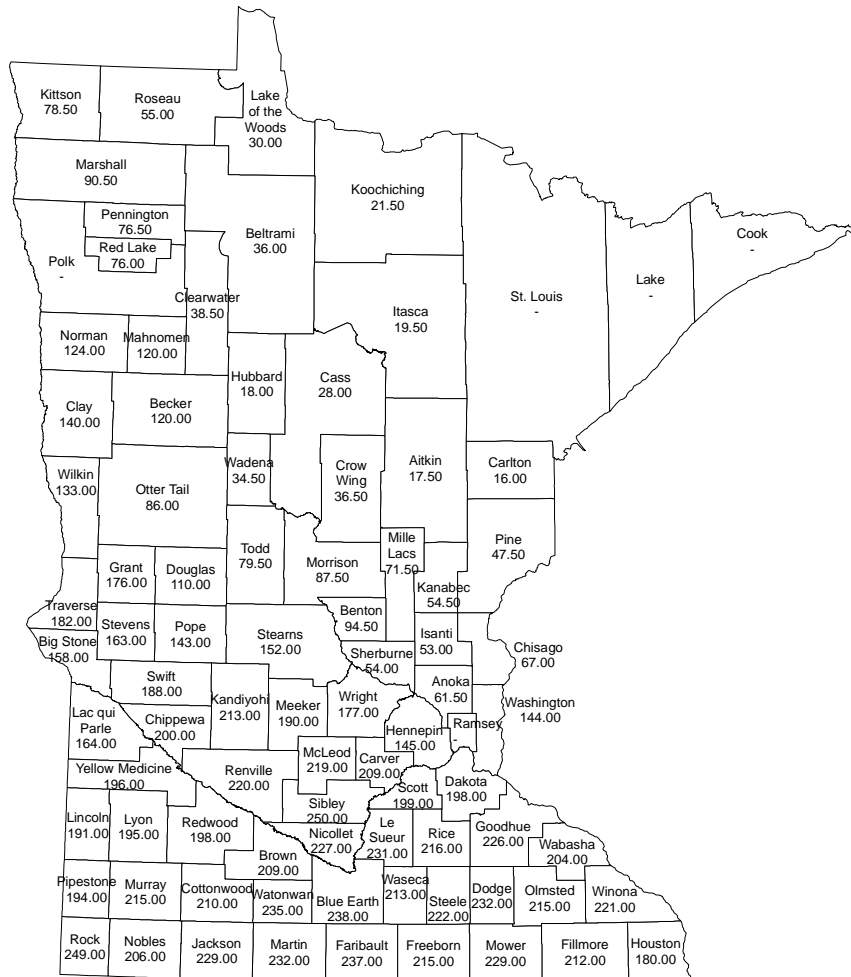 Kittson
78.50
Roseau
55.00
Lake
of the
Woods
30.00
Marshall
90.50
Koochiching
21.50
Pennington
76.50
Red Lake
76.00
Polk
-
Beltrami
36.00
Cook
-
Lake
-
St. Louis
-
Clearwater
38.50
Itasca
19.50
Norman
124.00
Mahnomen
120.00
Hubbard
18.00
Cass
28.00
Clay
140.00
Becker
120.00
Wadena
34.50
Crow
Wing
36.50
Aitkin
17.50
Carlton
16.00
Wilkin
133.00
Otter Tail
86.00
Todd
79.50
Morrison
87.50
Mille
Lacs
71.50
Pine
47.50
Kanabec
54.50
Grant
176.00
Douglas
110.00
Traverse
182.00
Big Stone
158.00
Stevens
163.00
Pope
143.00
Stearns
152.00
Benton
94.50
Isanti
53.00
Chisago
67.00
Sherburne
54.00
Swift
188.00
Kandiyohi
213.00
Meeker
190.00
Wright
177.00
Anoka
61.50
Washington
144.00
Lac qui
Parle
164.00
Chippewa
200.00
Hennepin
145.00
Ramsey
-
Yellow Medicine
196.00
Renville
220.00
McLeod
219.00
Carver
209.00
Scott
199.00
Dakota
198.00
Sibley
250.00
Lincoln
191.00
Lyon
195.00
Redwood
198.00
Nicollet
227.00
Le
Sueur
231.00
Rice
216.00
Goodhue
226.00
Wabasha
204.00
Brown
209.00
Pipestone
194.00
Murray
215.00
Cottonwood
210.00
Watonwan
235.00
Blue Earth
238.00
Waseca
213.00
Steele
222.00
Dodge
232.00
Olmsted
215.00
Winona
221.00
Rock
249.00
Nobles
206.00
Jackson
229.00
Martin
232.00
Faribault
237.00
Freeborn
215.00
Mower
229.00
Fillmore
212.00
Houston
180.00